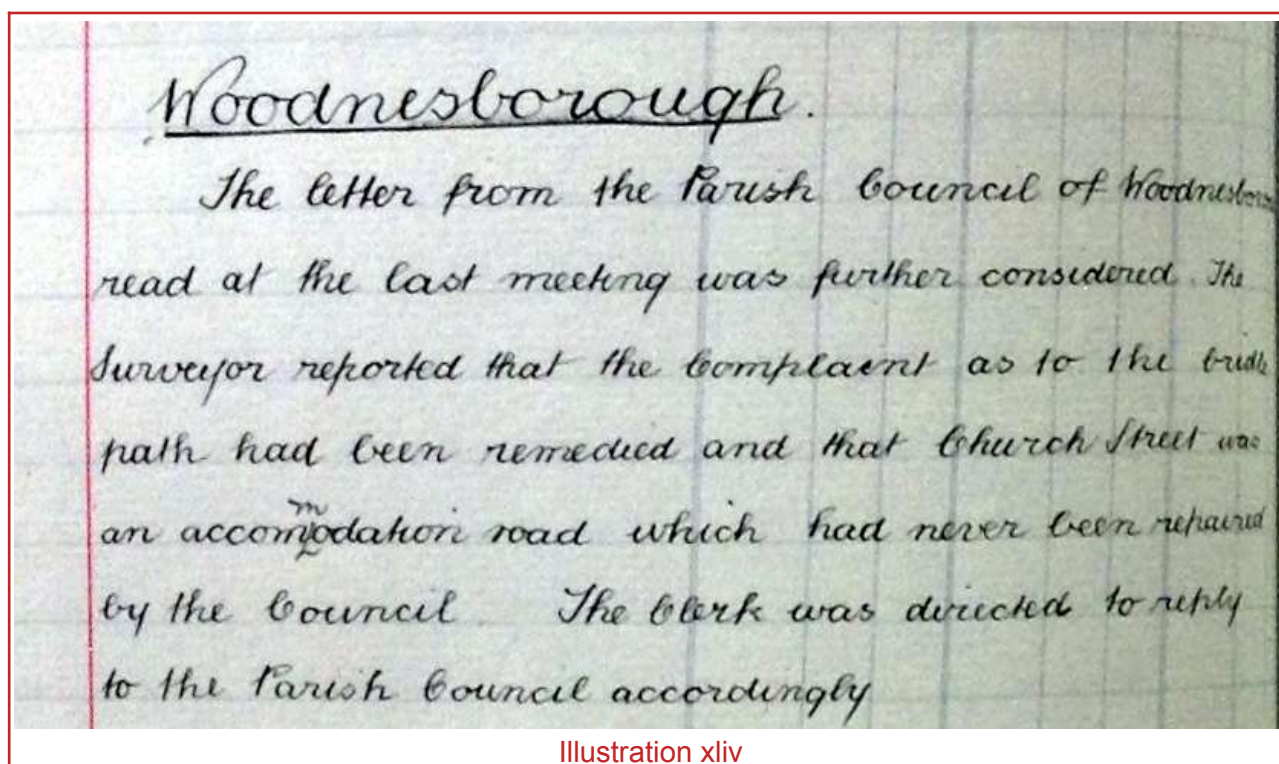 Woodnesborough.
The letter from the Parish Council of Woodnesboro
read at the last meeting was further considered. The
Surveyor reported that the Complaint as to the bridle
path had been remedied and that Church Street was
an accommodation road which had never been repaired
by the Council. The Clerk was directed to reply
to the Parish Council accordingly
Illustration xliv